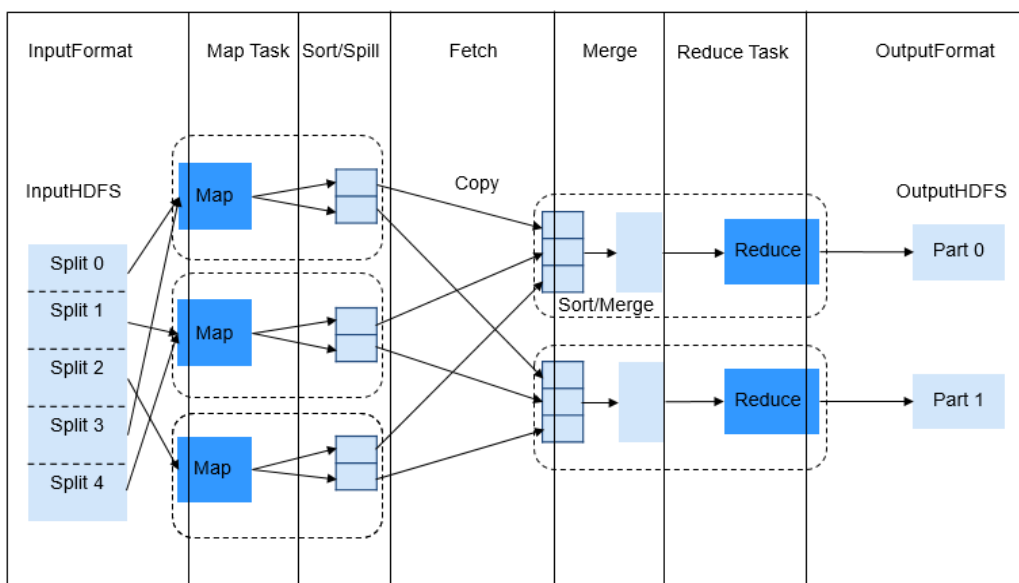 InputFormat
Map Task
Sort/Spill
Fetch
Merge
Reduce Task
OutputFormat
InputHDFS
Copy
OutputHDFS
Map
Split 0
Split 1
Split 2
Split 3
Split 4
Map
Map
Reduce
Part 0
Sort/Merge
Reduce
Part 1